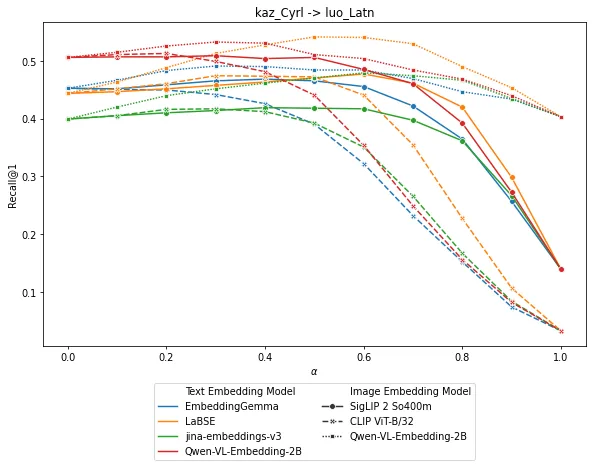 kaz_Cyrl -> luo_Latn
Recall@1
0.5
0.4
0.3
0.2
0.1
0.0 0.2 0.4 0.6 0.8 1.0
α
Text Embedding Model Image Embedding Model
EmbeddingGemma SigLIP 2 So400m
LaBSE CLIP ViT-B/32
jina-embeddings-v3 Qwen-VL-Embedding-2B
Qwen-VL-Embedding-2B